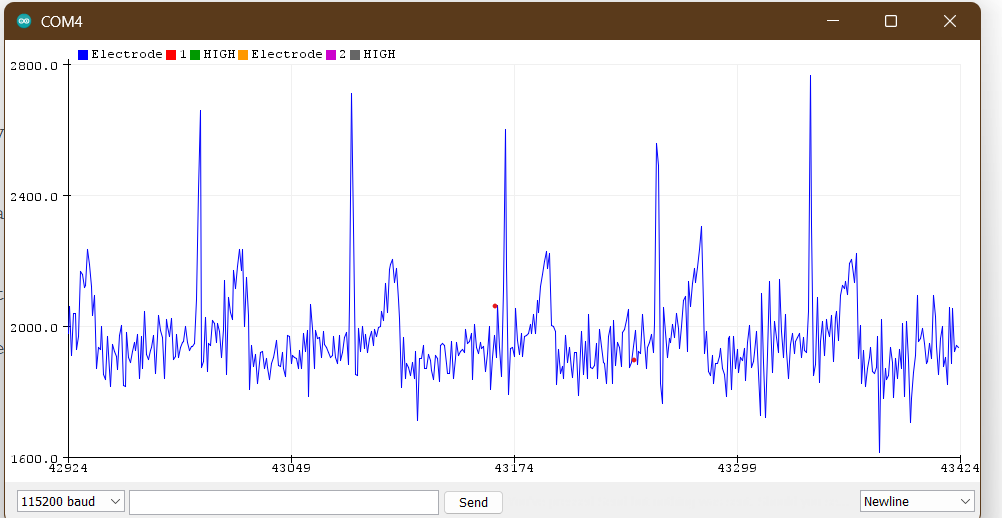 COM4
Electrode 1 HIGH Electrode 2 HIGH
2800.0
2400.0
2000.0
1600.0
42924 43049 43174 43299 43424
115200 baud Send Newline